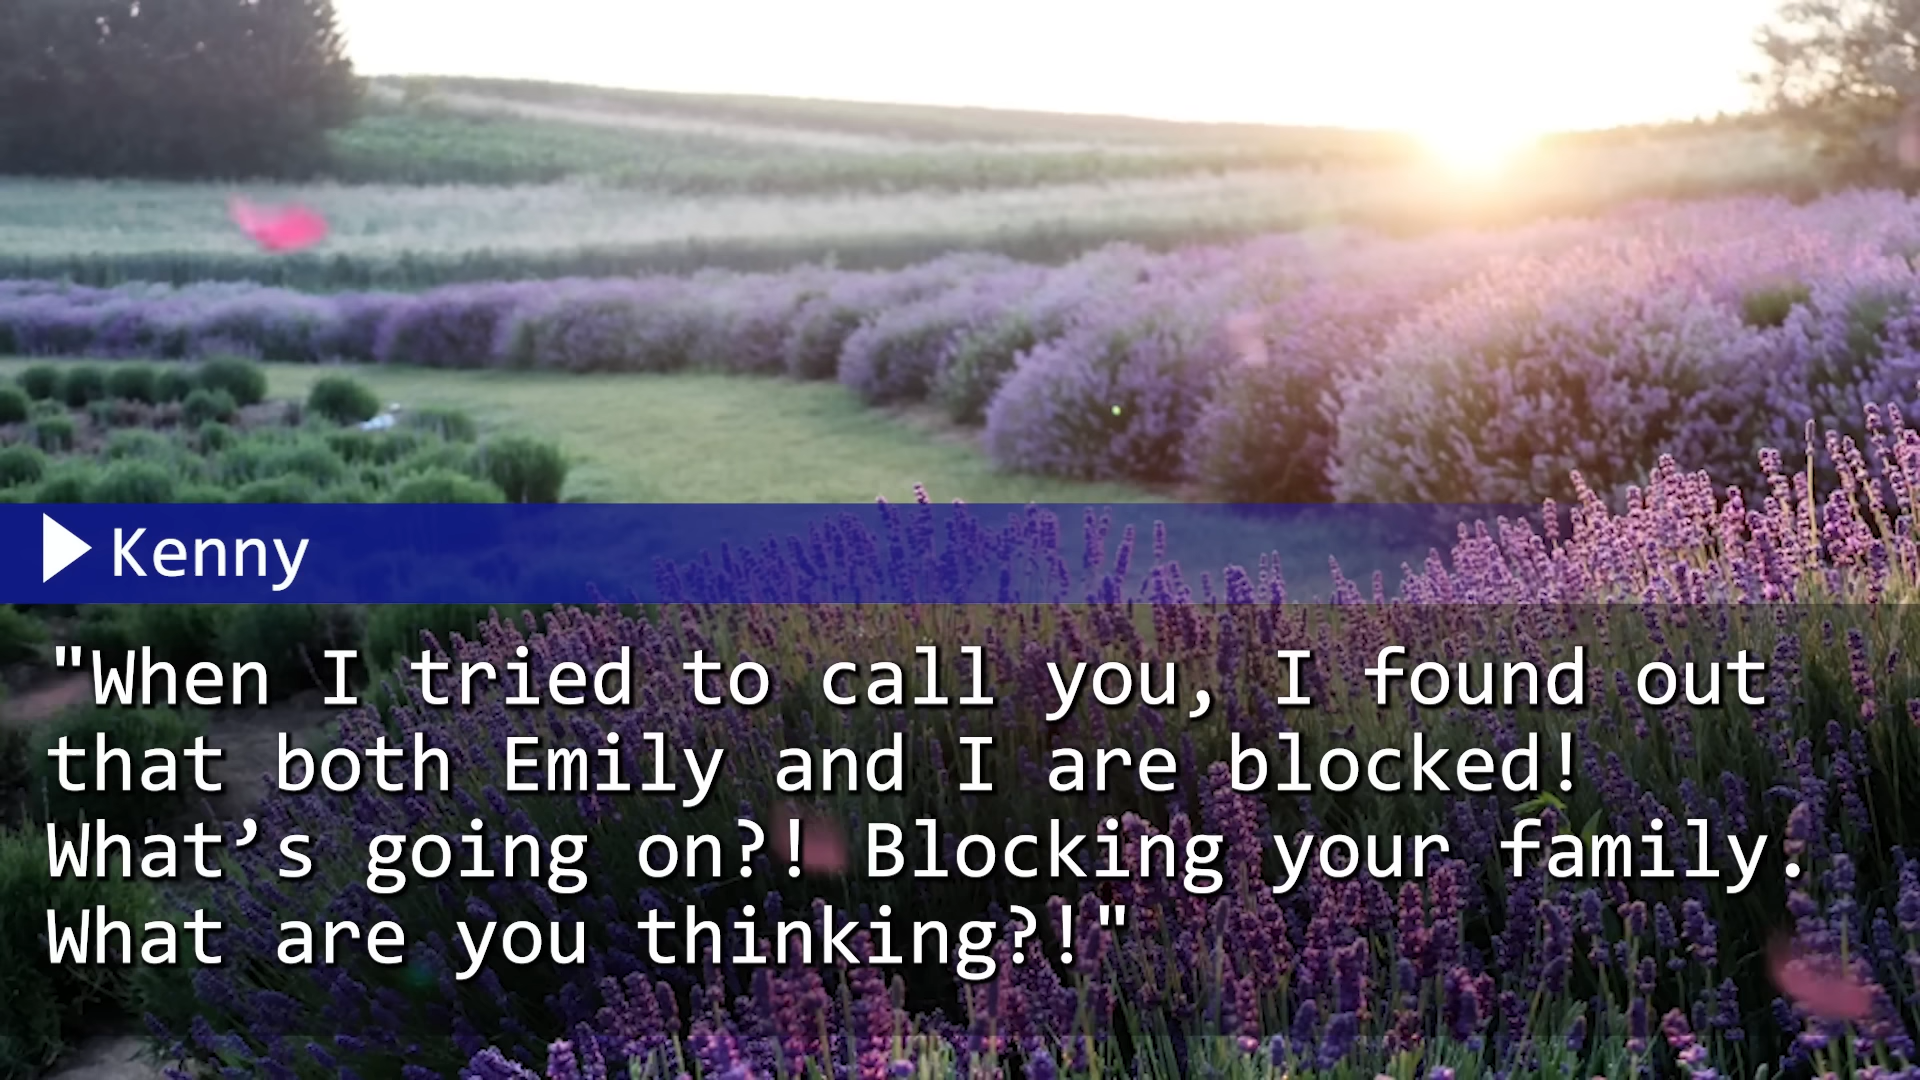 Kenny
"When I tried to call you, I found out
that both Emily and I are blocked!
What’s going on?! Blocking your family.
What are you thinking?!"